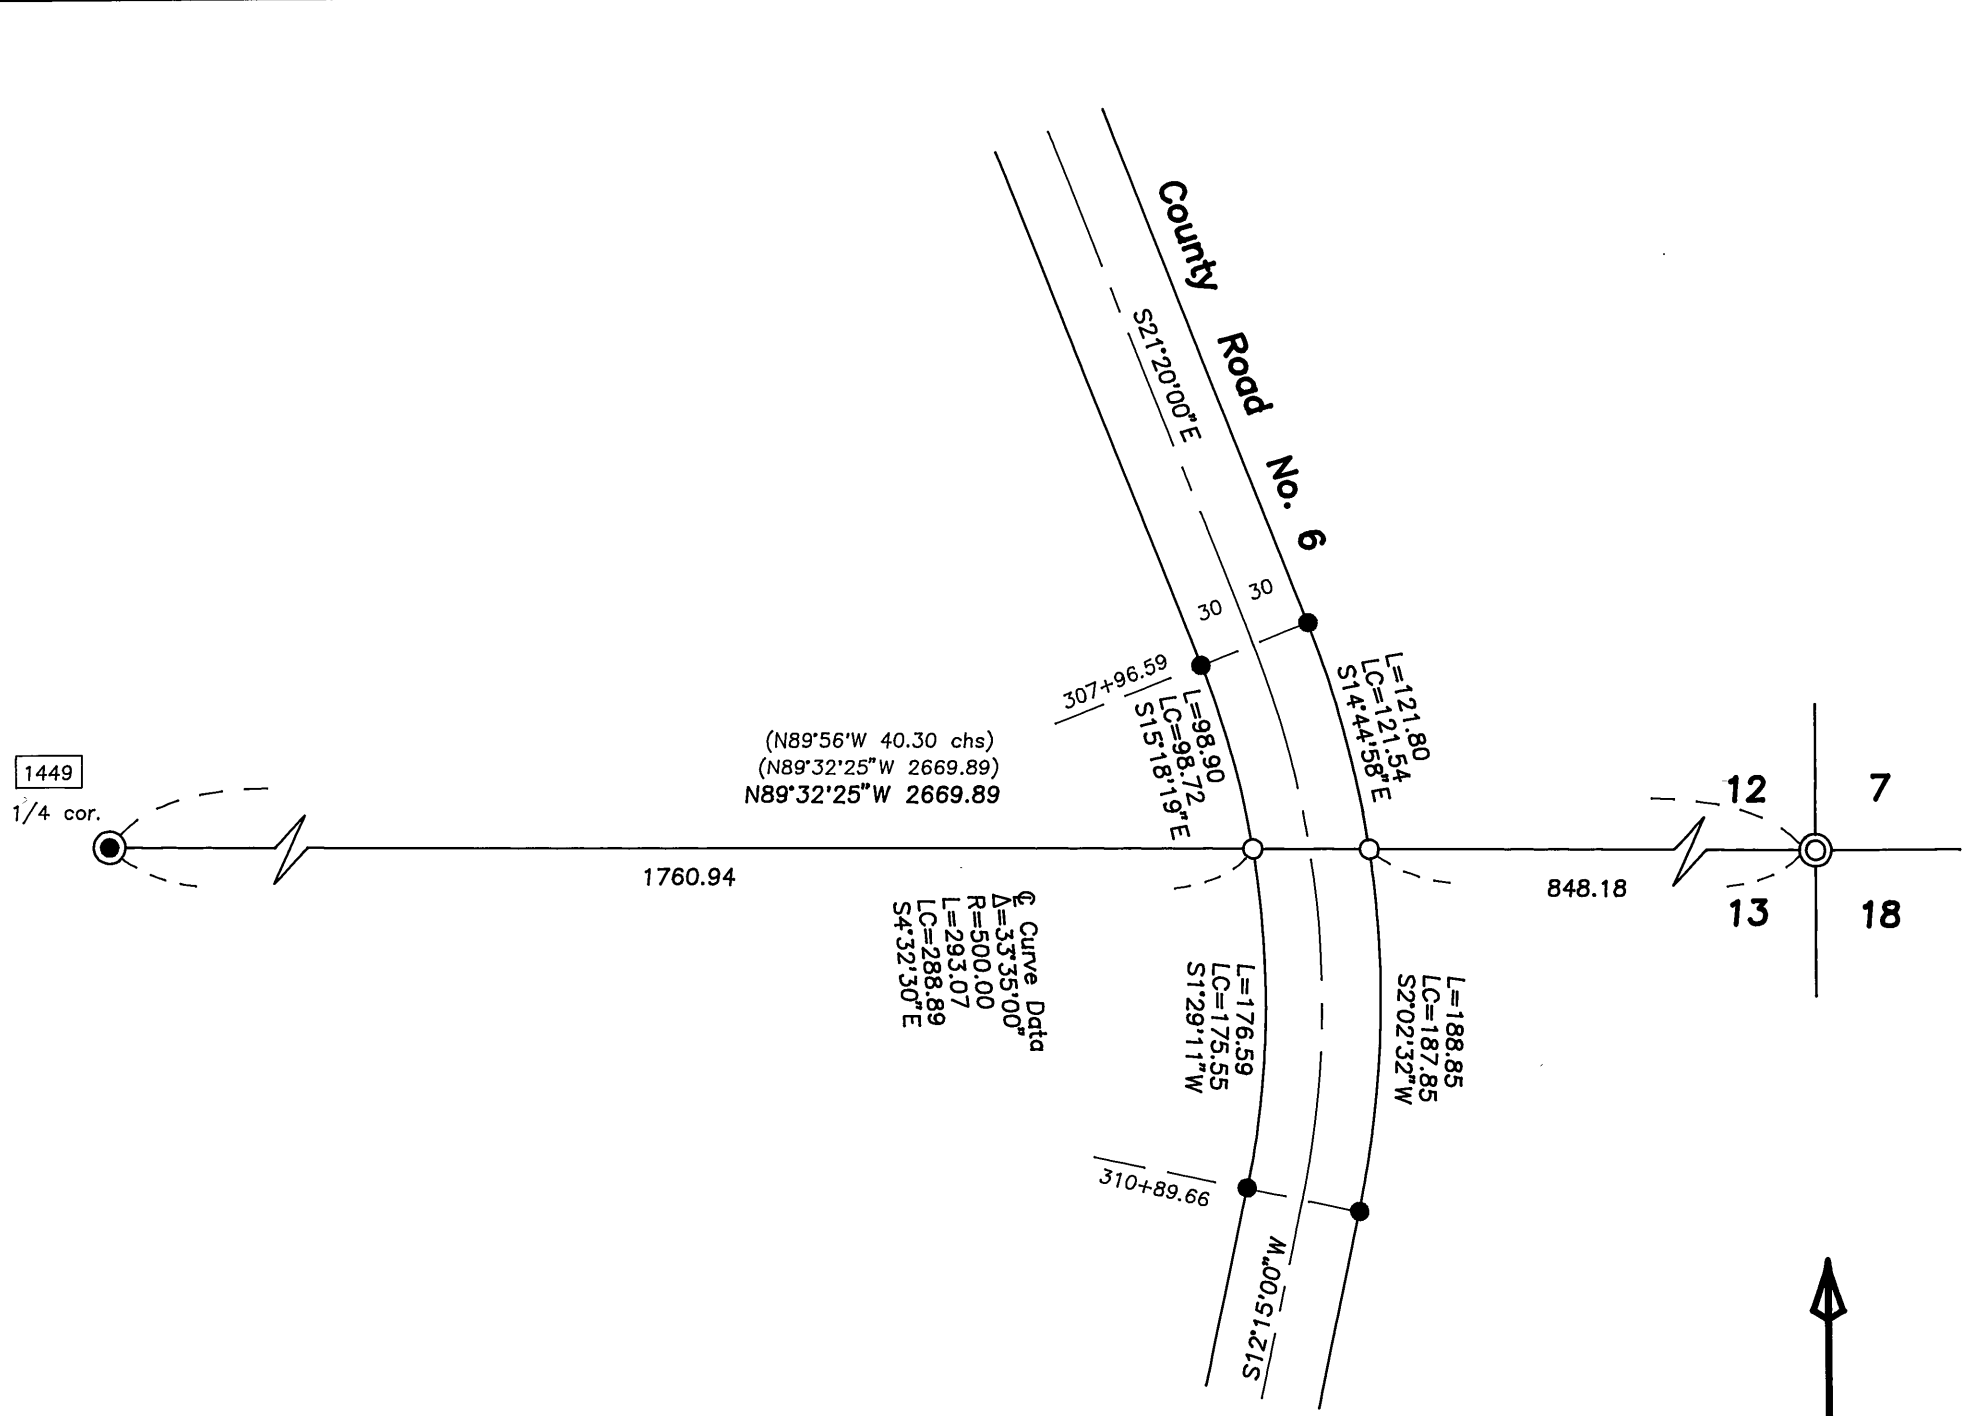 County Road No. 6
S21°20'00"E
30
30
307+96.59
L=98.90
LC=98.72
S15°18'19"E
L=121.80
LC=121.54
S14°44'58"E
(N89°56'W 40.30 chs)
(N89°32'25"W 2669.89)
N89°32'25"W 2669.89
1449
1/4 cor.
12
7
1760.94
848.18
13
18
℄ Curve Data
Δ=33°35'00"
R=500.00
L=293.07
LC=288.89
S4°32'30"E
L=176.59
LC=175.55
S1°29'11"W
L=188.85
LC=187.85
S2°02'32"W
310+89.66
S12°15'00"W